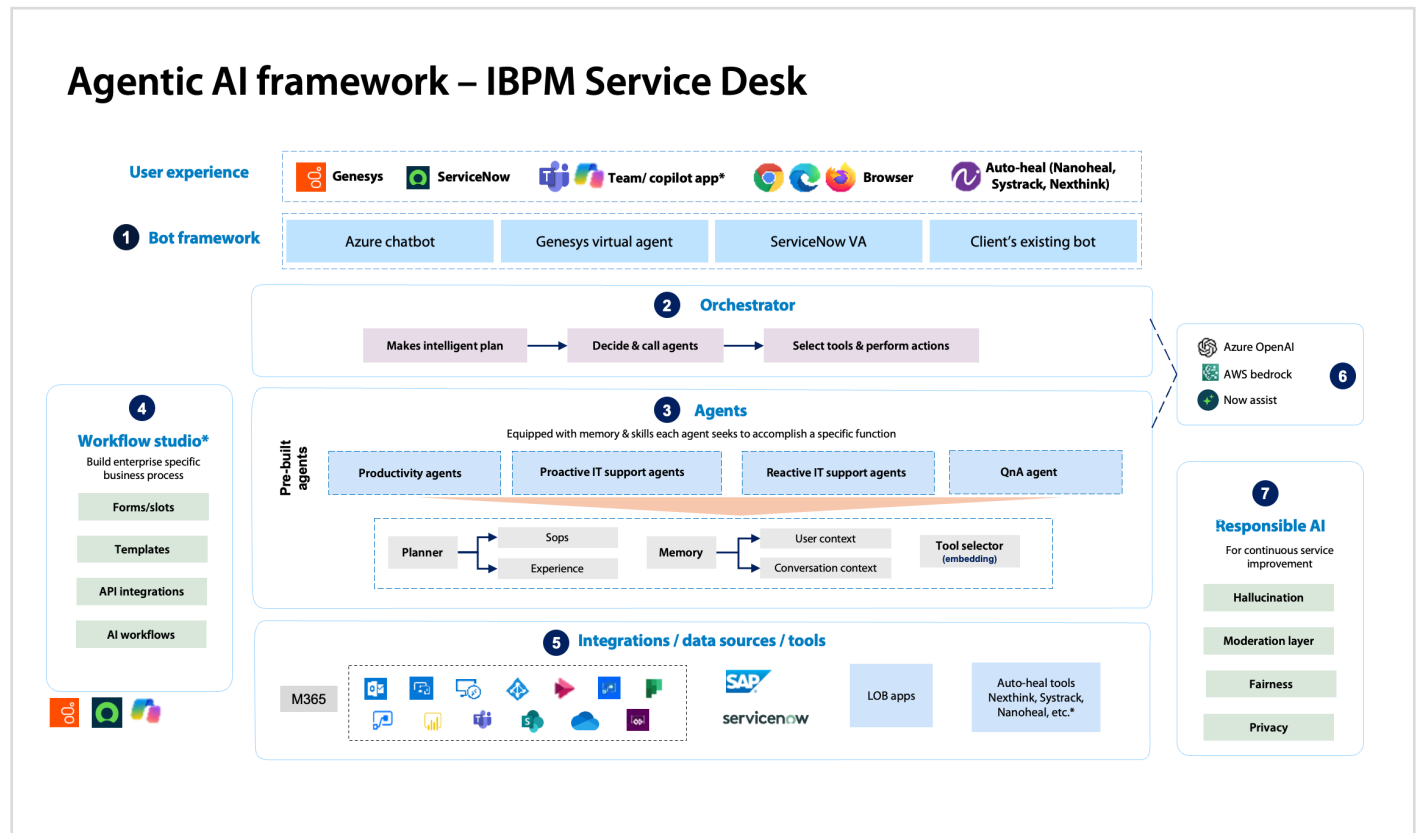 Agentic AI framework – IBPM Service Desk
User experience
Genesys
ServiceNow
Team/ copilot app*
Browser
Auto-heal (Nanoheal,
Systrack, Nexthink)
1 Bot framework
Azure chatbot
Genesys virtual agent
ServiceNow VA
Client's existing bot
2 Orchestrator
Makes intelligent plan
Decide & call agents
Select tools & perform actions
Azure OpenAI
AWS bedrock
Now assist
6
4
Workflow studio*
Build enterprise specific
business process
Forms/slots
Templates
API integrations
AI workflows
3 Agents
Equipped with memory & skills each agent seeks to accomplish a specific function
Pre-built
agents
Productivity agents
Proactive IT support agents
Reactive IT support agents
QnA agent
Planner
Sops
Experience
Memory
User context
Conversation context
Tool selector
(embedding)
7
Responsible AI
For continuous service
improvement
Hallucination
Moderation layer
Fairness
Privacy
5 Integrations / data sources / tools
M365
SAP
servicenow
LOB apps
Auto-heal tools
Nexthink, Systrack,
Nanoheal, etc.*